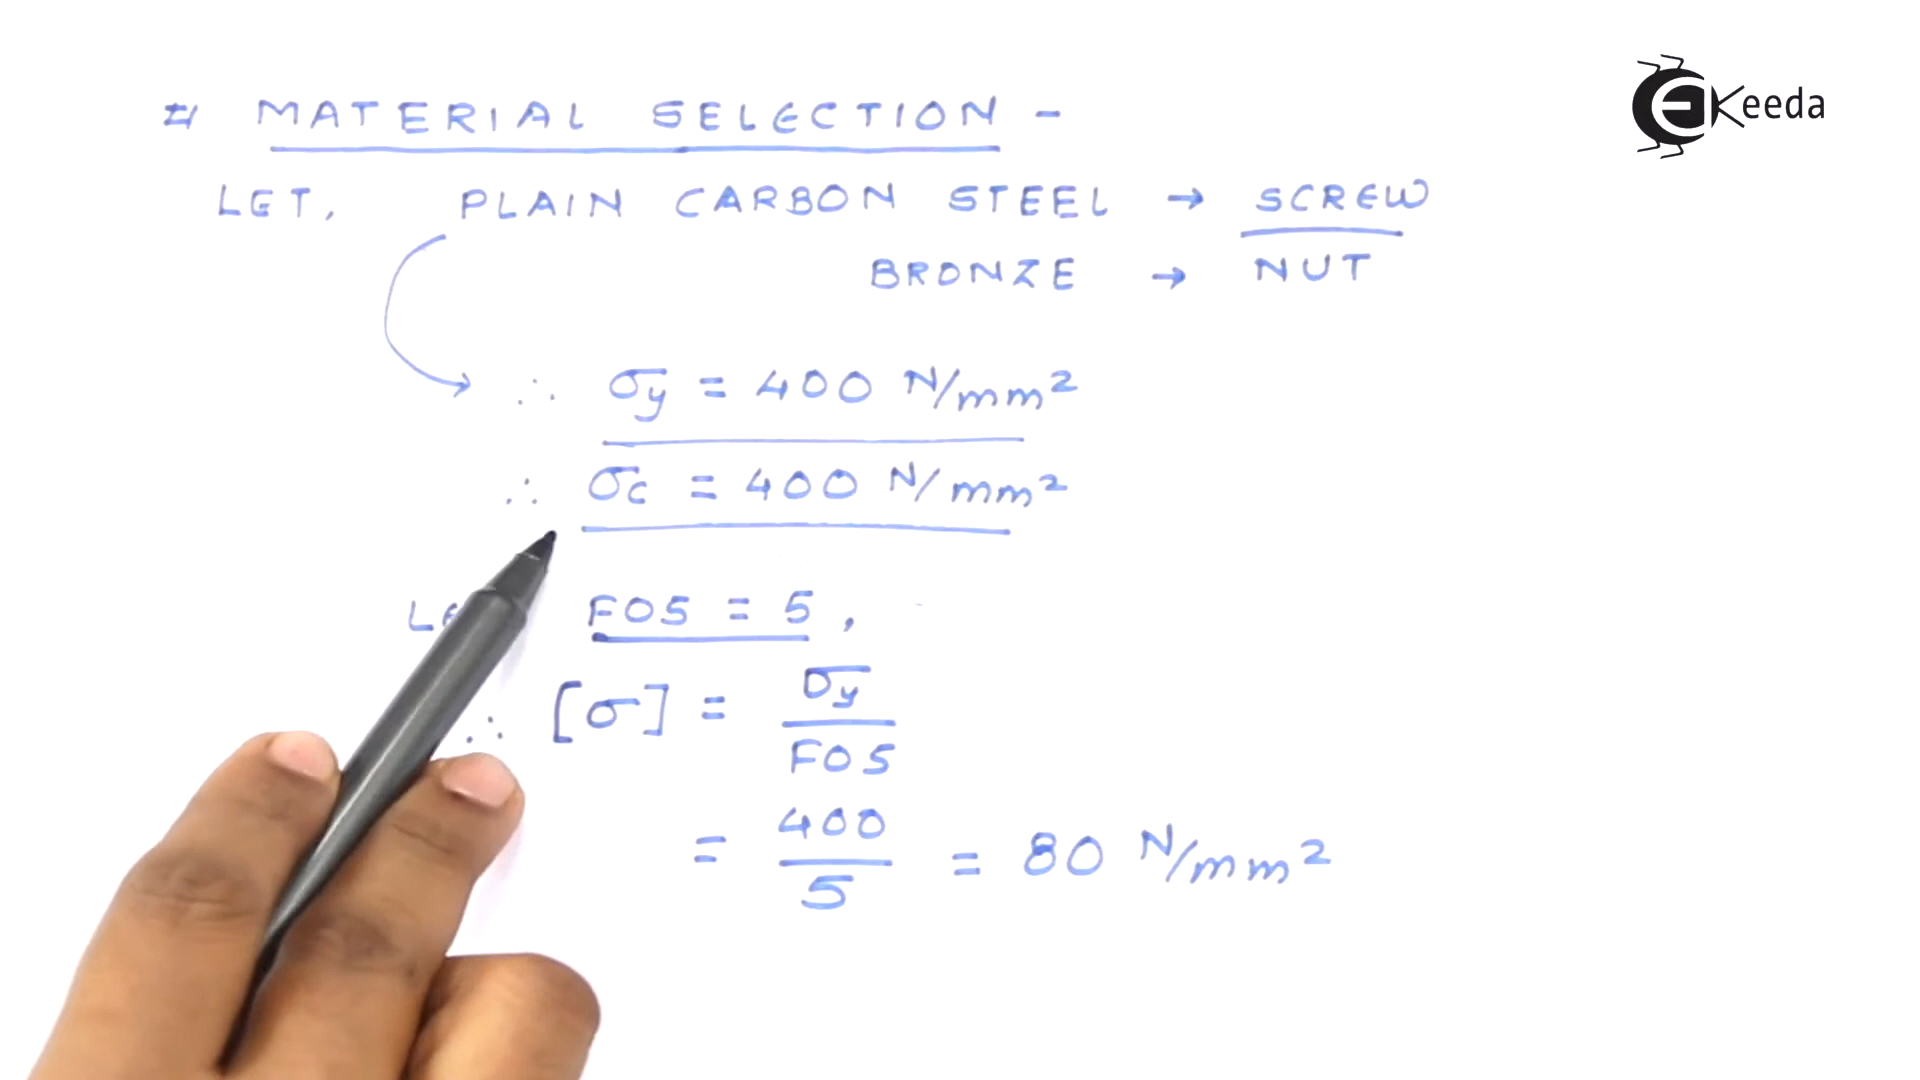 # MATERIAL SELECTION -
LET, PLAIN CARBON STEEL → SCREW
BRONZE → NUT
∴ σy = 400 N/mm²
∴ σc = 400 N/mm²
FOS = 5,
∴ [σ] = σy / FOS
= 400 / 5 = 80 N/mm²
EKeeda